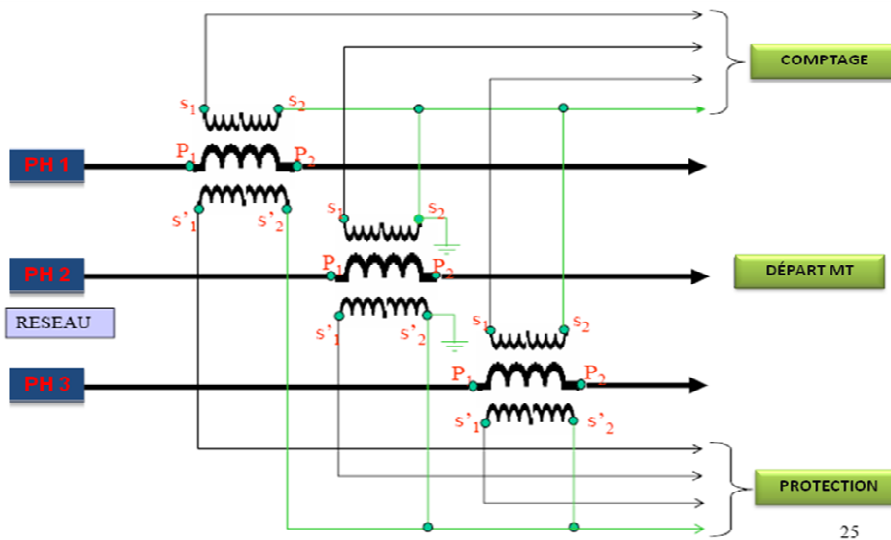 COMPTAGE
s1 s2
P1 P2
PH 1
s'1 s'2
s1 s2
P1 P2
PH 2
DÉPART MT
RESEAU
s'1 s'2
s1 s2
P1 P2
PH 3
s'1 s'2
PROTECTION
25